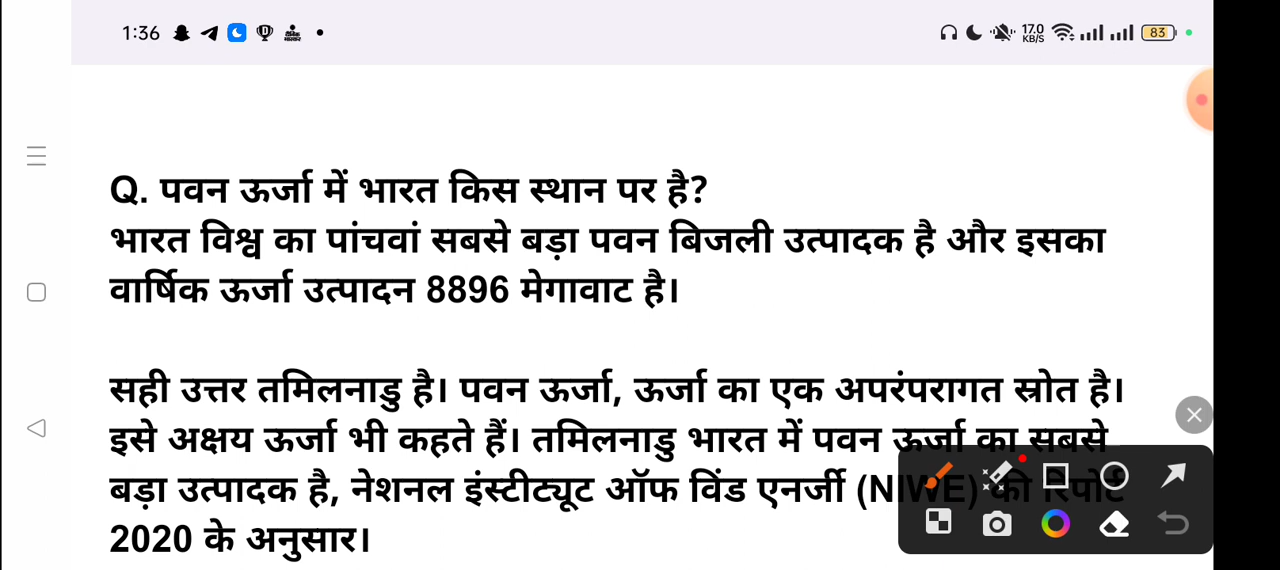 1:36
17.0
KB/S
83
Q. पवन ऊर्जा में भारत किस स्थान पर है?
भारत विश्व का पांचवां सबसे बड़ा पवन बिजली उत्पादक है और इसका
वार्षिक ऊर्जा उत्पादन 8896 मेगावाट है।
सही उत्तर तमिलनाडु है। पवन ऊर्जा, ऊर्जा का एक अपरंपरागत स्रोत है।
इसे अक्षय ऊर्जा भी कहते हैं। तमिलनाडु भारत में पवन ऊर्जा का सबसे
बड़ा उत्पादक है, नेशनल इंस्टीट्यूट ऑफ विंड एनर्जी (NIWE) की रिपोर्ट
2020 के अनुसार।